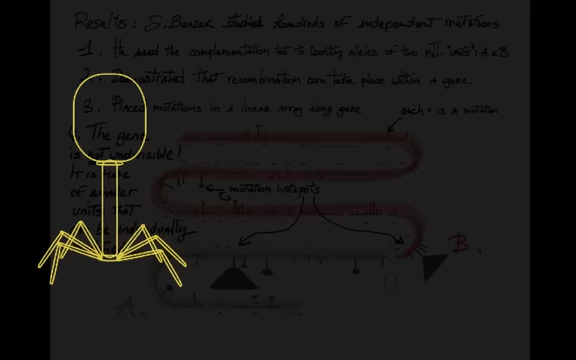 Results: S. Benzer studied hundreds of independent mutations
1. He used the complementation test to identify alleles of two rII "units": A & B
2. Demonstrated that recombination can take place within a gene
3. Placed mutations in a linear array along gene
each • is a mutation
The gene
is not indivisible!
It is made
of smaller
units that
be individually
mutation hotspots
B.
A.